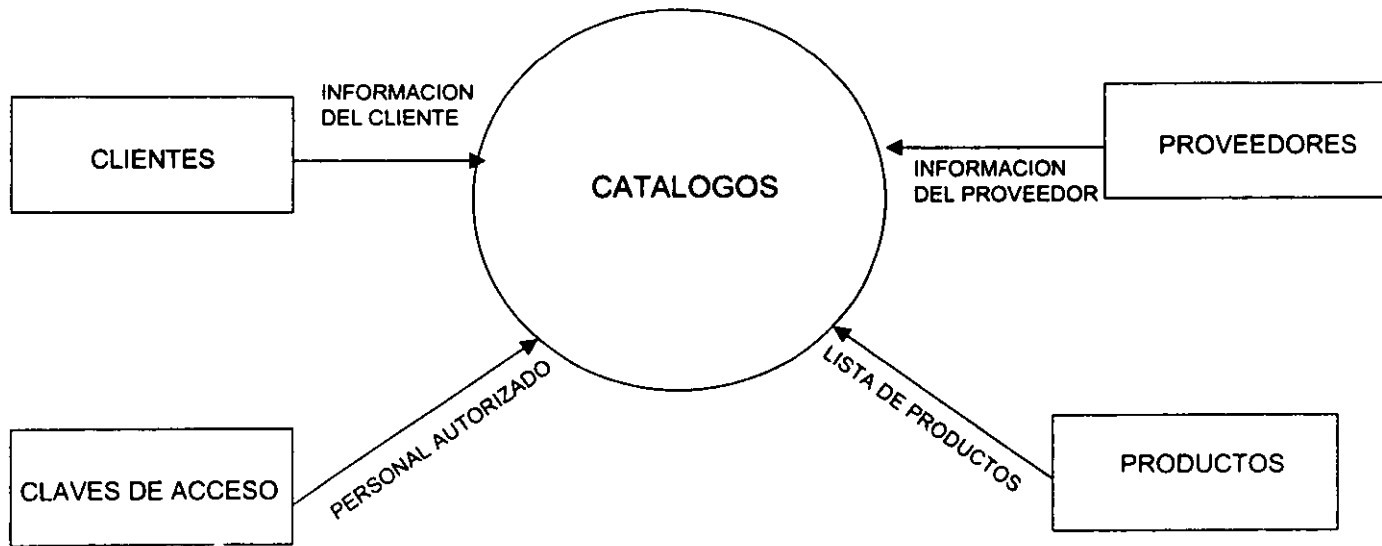 INFORMACION
DEL CLIENTE
CLIENTES
CATALOGOS
PROVEEDORES
INFORMACION
DEL PROVEEDOR
CLAVES DE ACCESO
PERSONAL AUTORIZADO
LISTA DE PRODUCTOS
PRODUCTOS